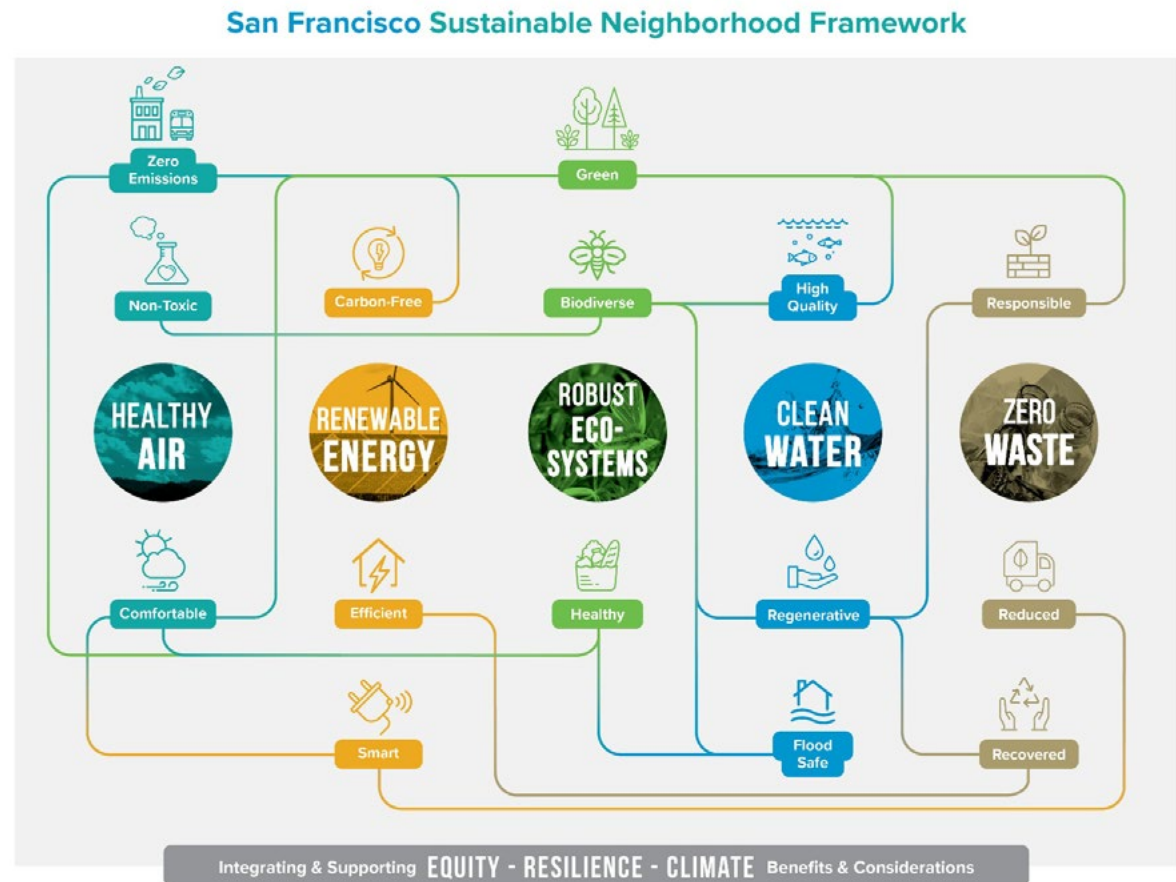 San Francisco Sustainable Neighborhood Framework
Zero
Emissions
Green
Non-Toxic
Carbon-Free
Biodiverse
High
Quality
Responsible
HEALTHY
AIR
RENEWABLE
ENERGY
ROBUST
ECO-
SYSTEMS
CLEAN
WATER
ZERO
WASTE
Comfortable
Efficient
Healthy
Regenerative
Reduced
Smart
Flood
Safe
Recovered
Integrating & Supporting EQUITY - RESILIENCE - CLIMATE Benefits & Considerations